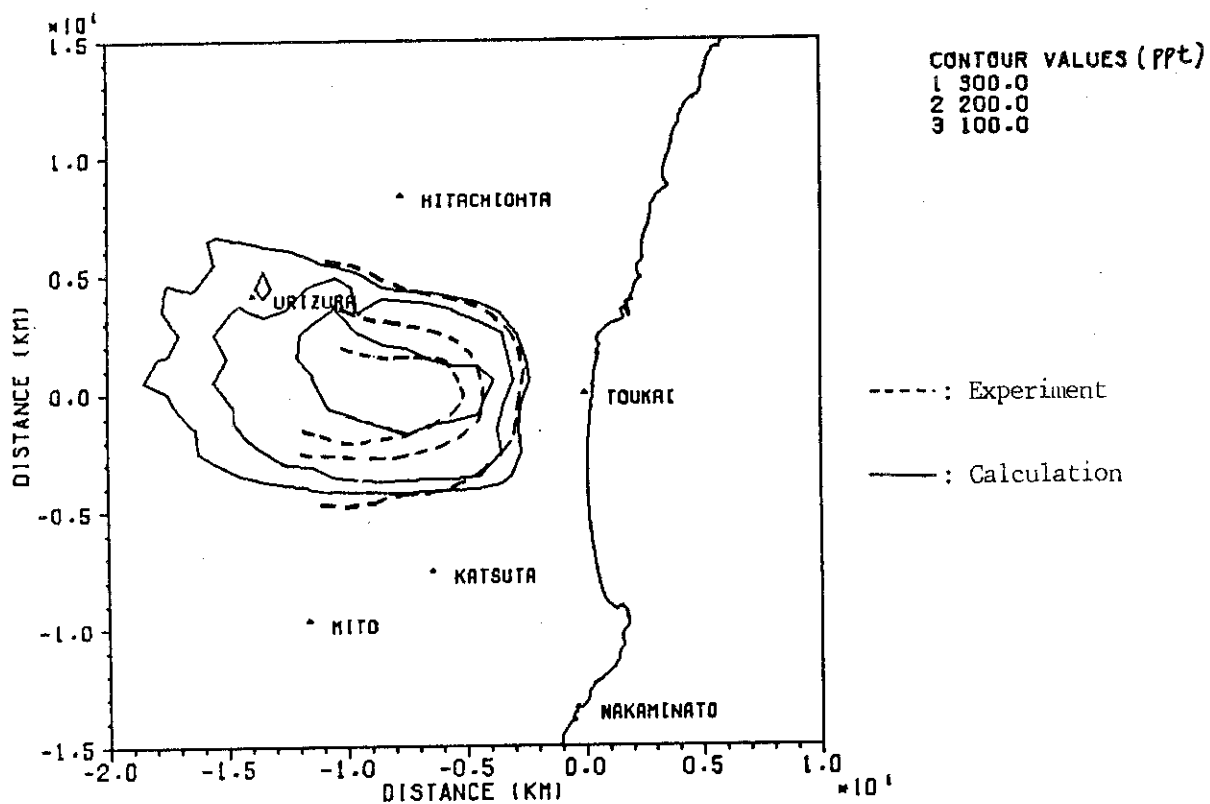 ×10¹
1.5
1.0
0.5
0.0
-0.5
-1.0
-1.5
DISTANCE (KM)
-2.0 -1.5 -1.0 -0.5 0.0 0.5 1.0
DISTANCE (KM)
×10¹
HITACHIOHTA
URIZURA
TOUKAI
KATSUTA
MITO
NAKAMINATO
CONTOUR VALUES (ppt)
1 300.0
2 200.0
3 100.0
: Experiment
: Calculation